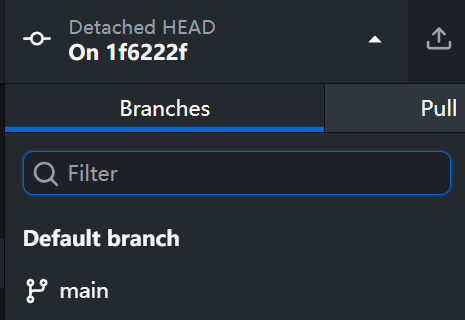 Detached HEAD
On 1f6222f
Branches
Pull
Filter
Default branch
main